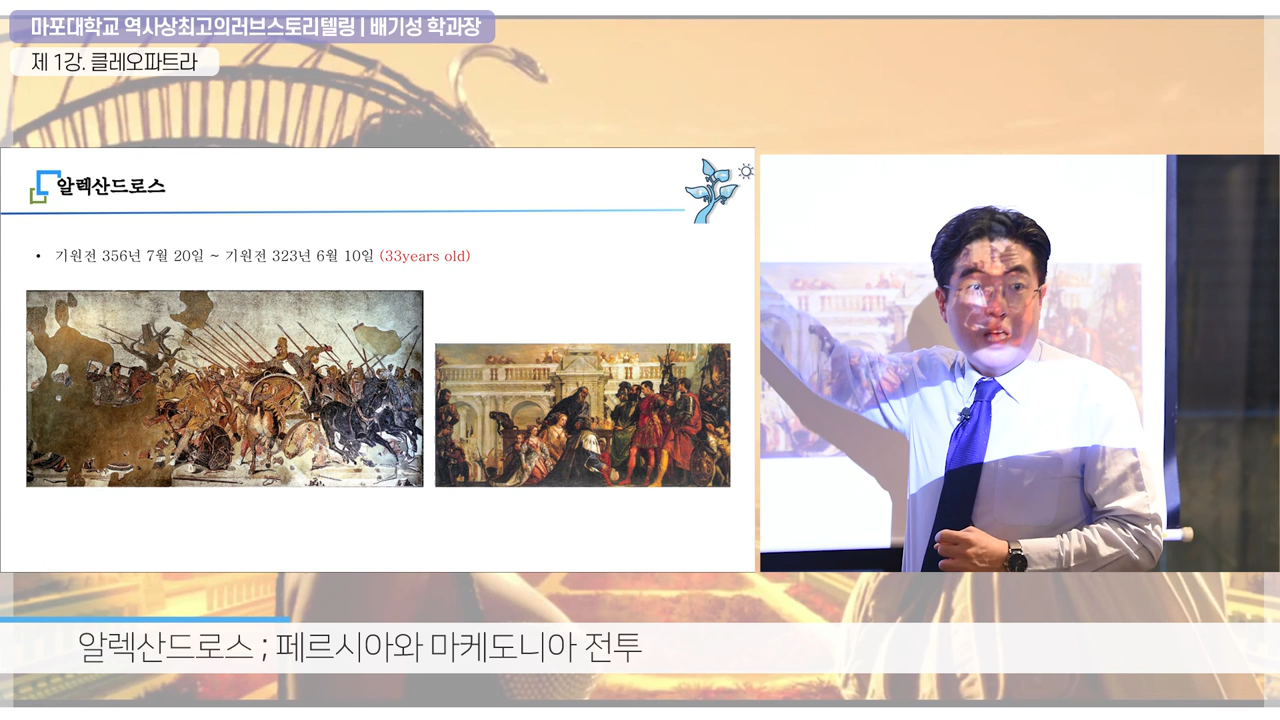 마포대학교 역사상최고의러브스토리텔링 | 배기성 학과장
제 1강. 클레오파트라
알렉산드로스
• 기원전 356년 7월 20일 ~ 기원전 323년 6월 10일 (33years old)
알렉산드로스 ; 페르시아와 마케도니아 전투